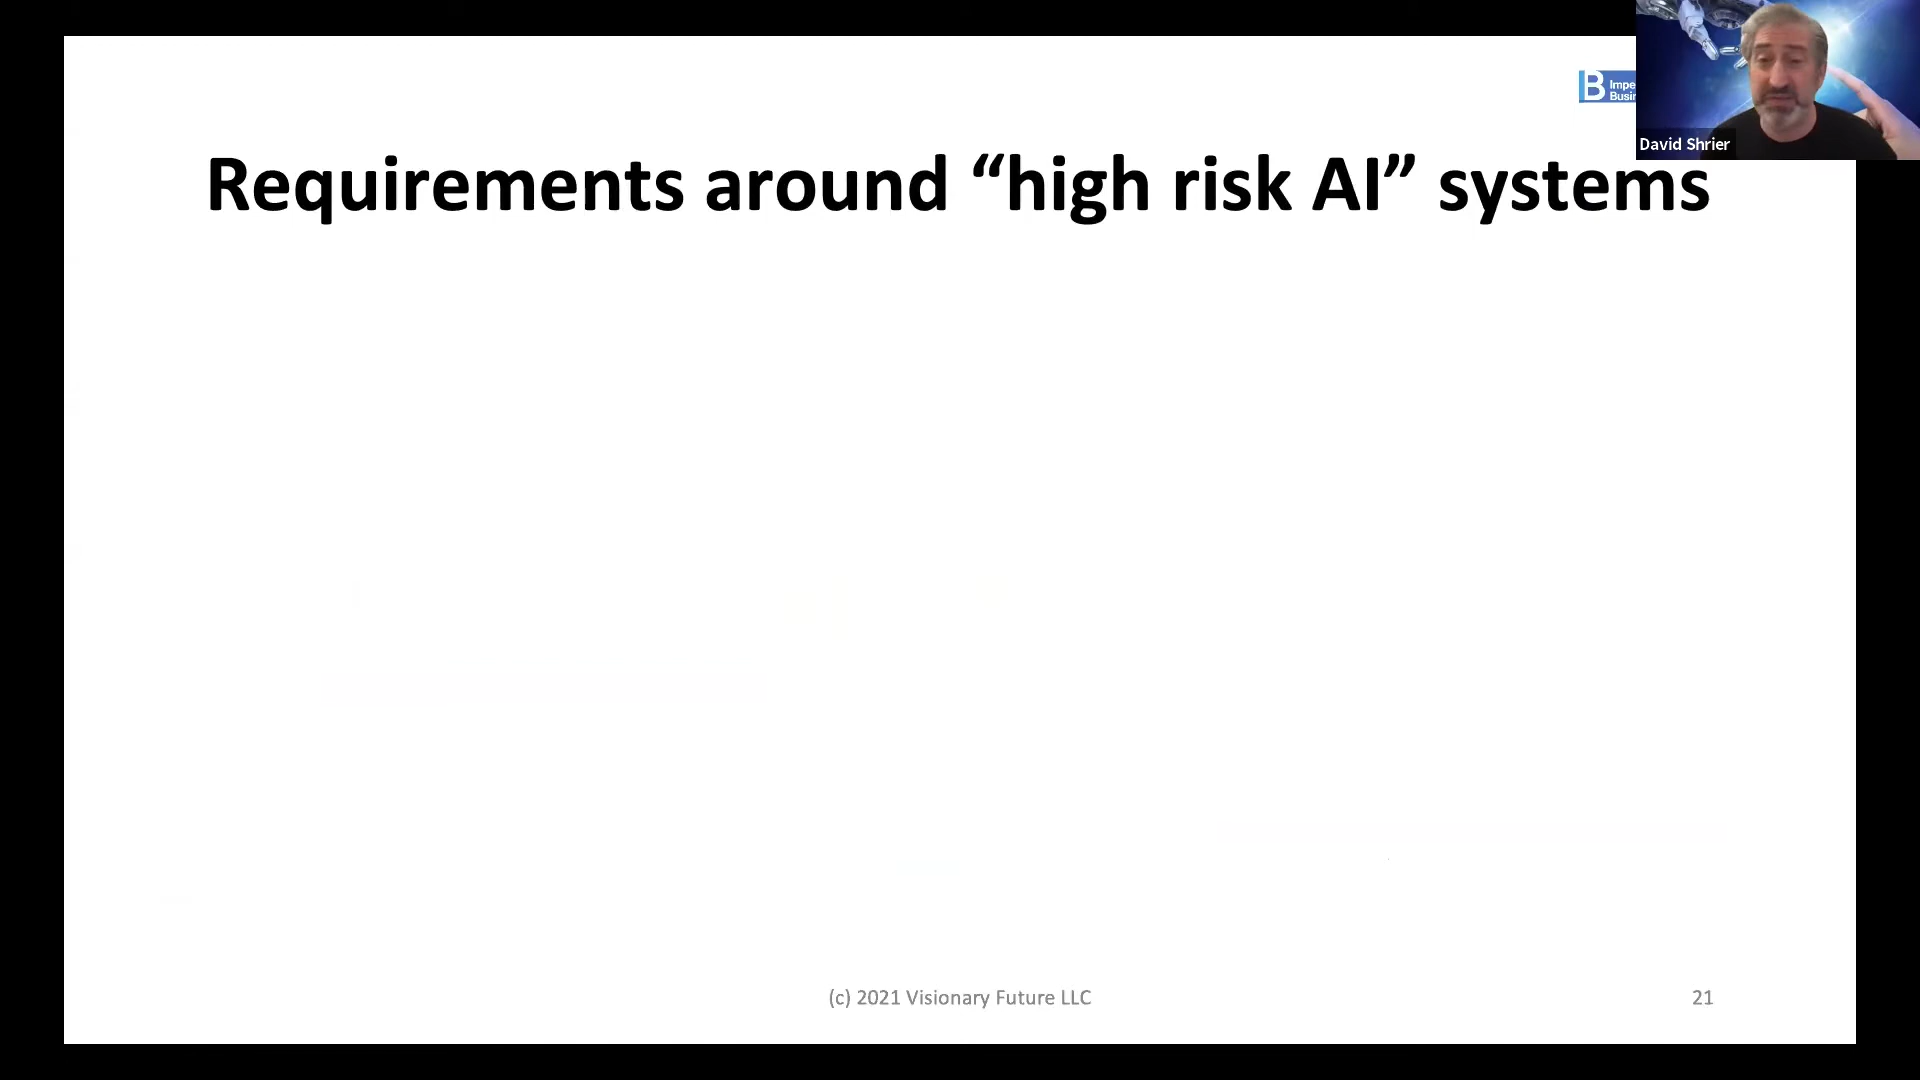 Requirements around “high risk AI” systems
David Shrier
(c) 2021 Visionary Future LLC
21